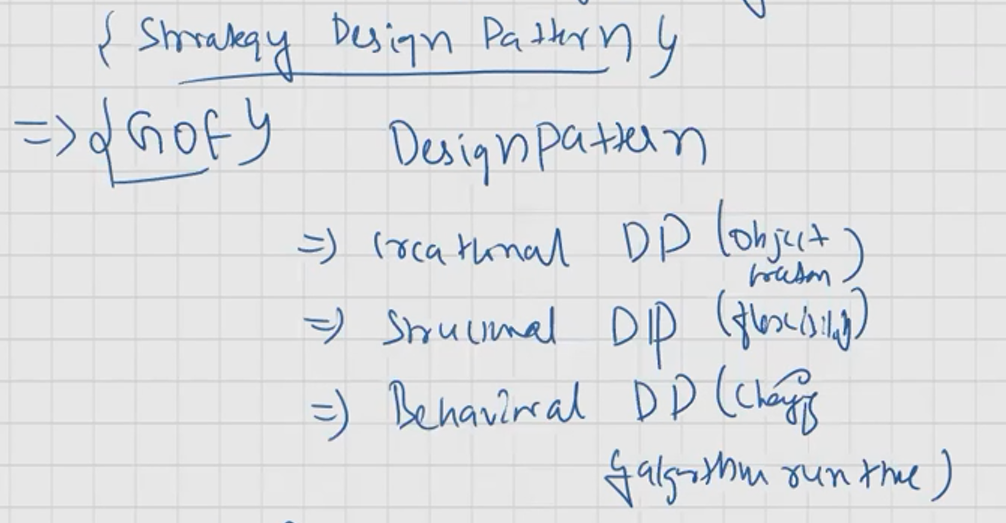 { Strategy Design Pattern }
=> {GOF} Design Pattern
=> Creational DP (object creation)
=> Structural DP (flexibility)
=> Behavioral DP (Changing
algorithm run time)